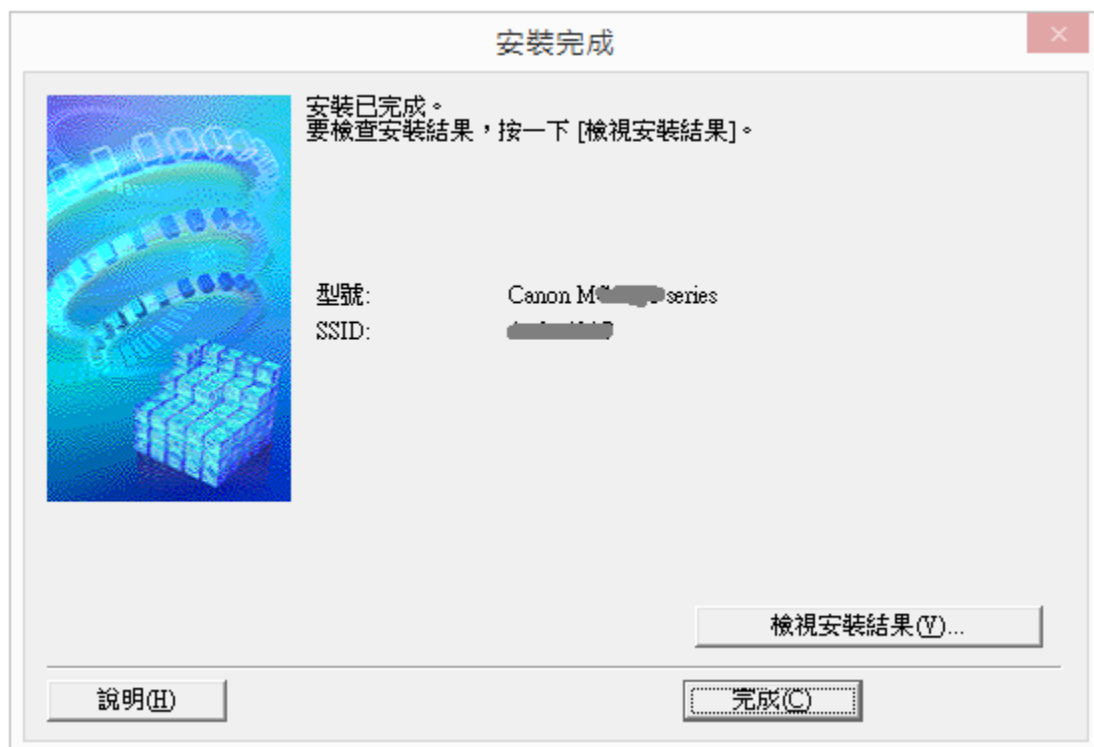 安裝完成
安裝已完成。
要檢查安裝結果，按一下 [檢視安裝結果]。
型號: Canon M series
SSID:
檢視安裝結果(V)...
說明(H) 完成(C)